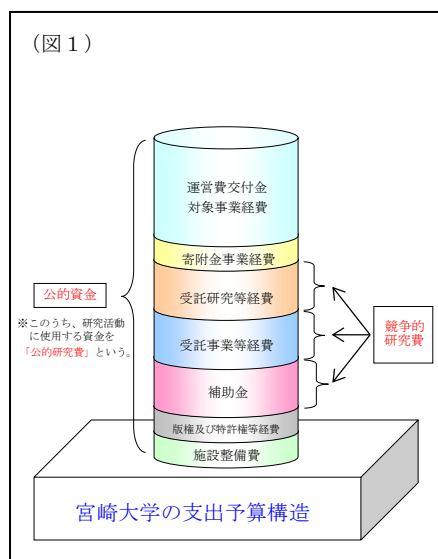 （図１）
運営費交付金
対象事業経費
寄附金事業経費
受託研究等経費
受託事業等経費
補助金
版権及び特許権等経費
施設整備費
公的資金
※このうち、研究活動
に使用する資金を
「公的研究費」という。
競争的
研究費
宮崎大学の支出予算構造